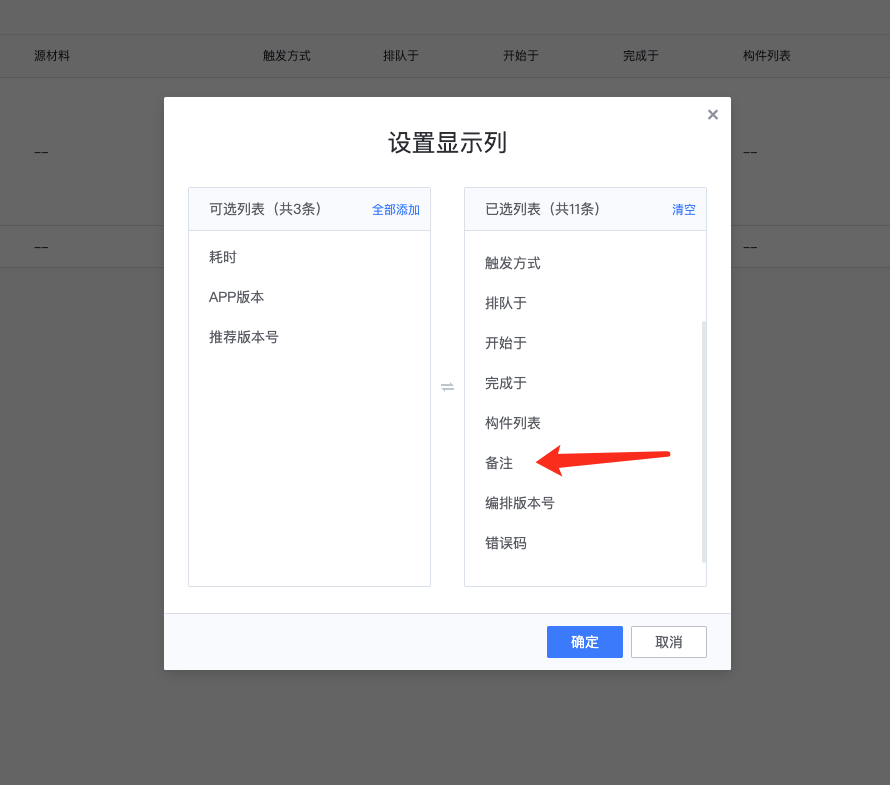 源材料 触发方式 排队于 开始于 完成于 构件列表
×
设置显示列
可选列表（共3条） 全部添加
耗时
APP版本
推荐版本号
已选列表（共11条） 清空
触发方式
排队于
开始于
完成于
构件列表
备注
编排版本号
错误码
-- --
-- --
确定 取消